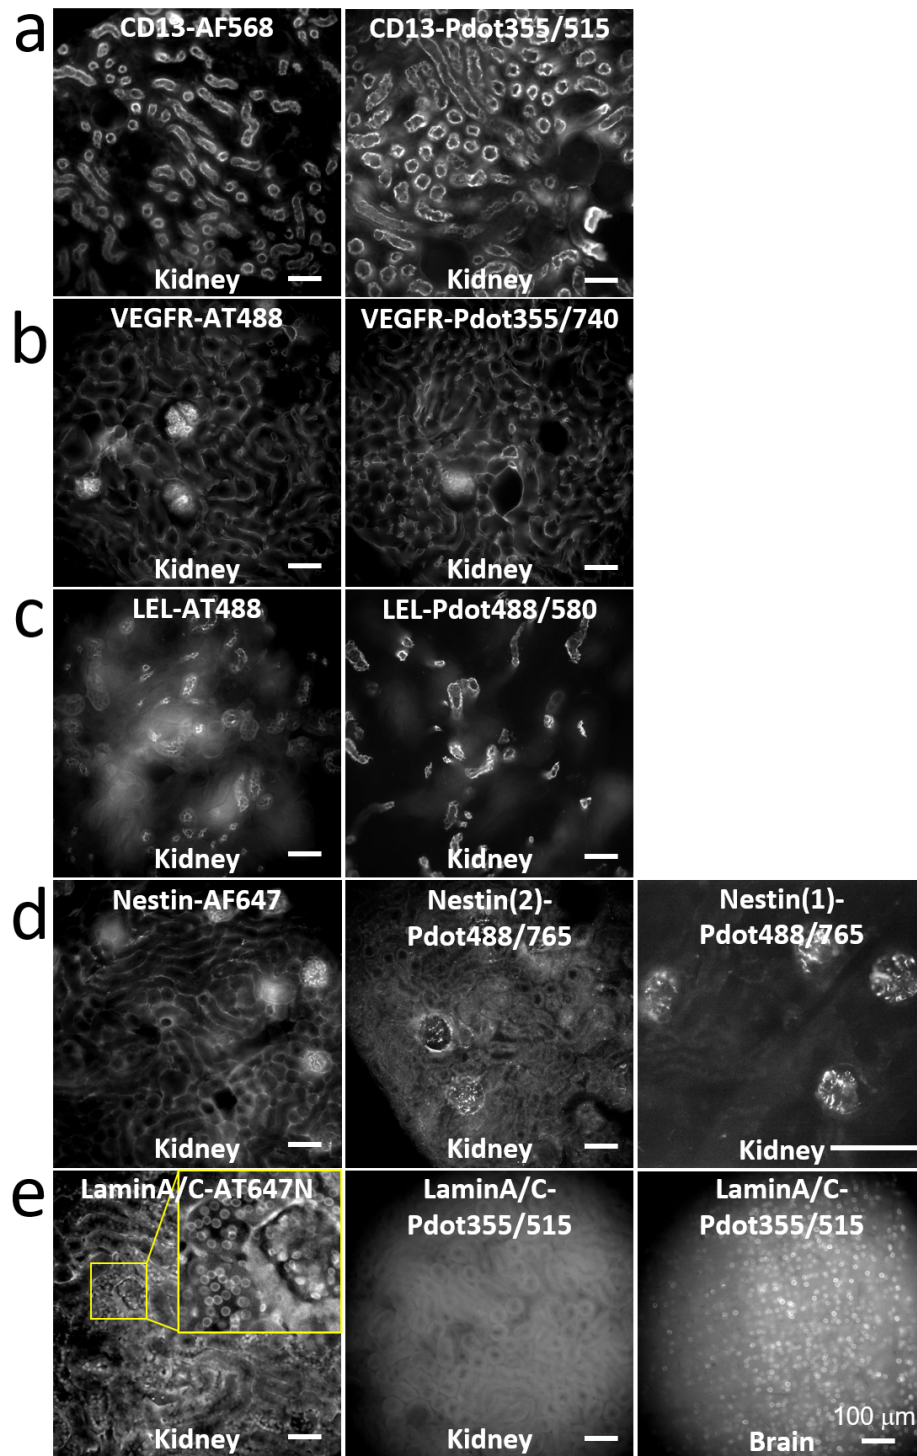 a
CD13-AF568
Kidney
CD13-Pdot355/515
Kidney
b
VEGFR-AT488
Kidney
VEGFR-Pdot355/740
Kidney
c
LEL-AT488
Kidney
LEL-Pdot488/580
Kidney
d
Nestin-AF647
Kidney
Nestin(2)-
Pdot488/765
Kidney
Nestin(1)-
Pdot488/765
Kidney
e
LaminA/C-AT647N
Kidney
LaminA/C-
Pdot355/515
Kidney
LaminA/C-
Pdot355/515
100 μm
Brain